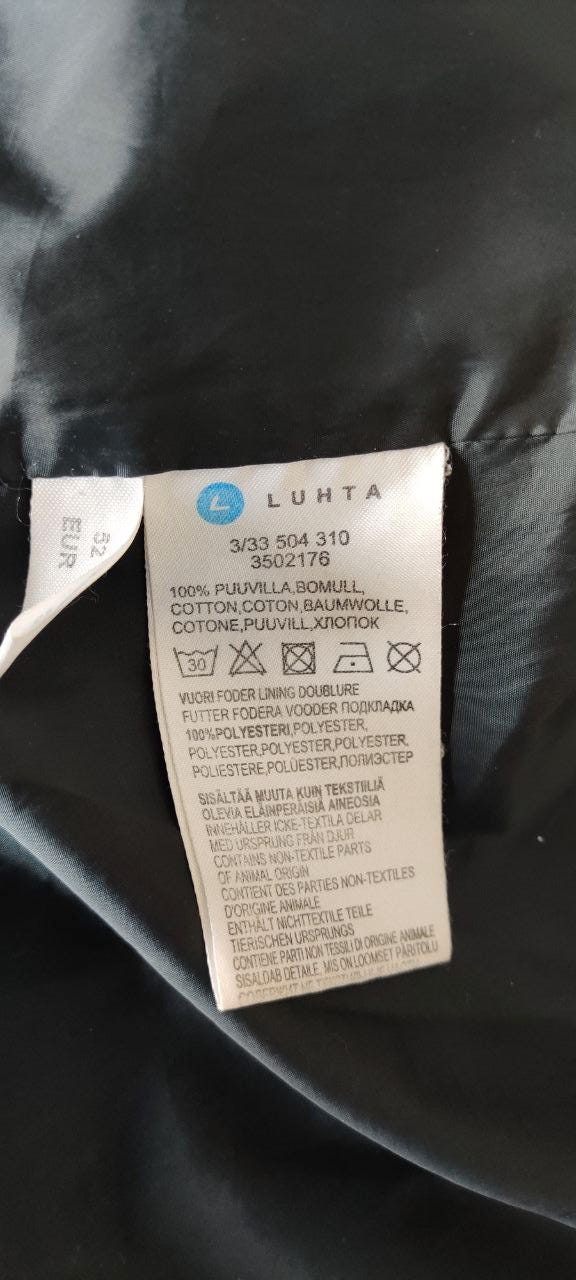 52
EUR
LUHTA
3/33 504 310
3502176
100% PUUVILLA,BOMULL,
COTTON,COTON,BAUMWOLLE,
COTONE,PUUVILL,ХЛОПОК
30
VUORI FODER LINING DOUBLURE
FUTTER FODERA VOODER ПОДКЛАДКА
100%POLYESTERI,POLYESTER,
POLYESTER,POLYESTER,POLYESTER,
POLIESTERE,POLÜESTER,ПОЛИЭСТЕР
SISÄLTÄÄ MUUTA KUIN TEKSTIILIÄ
OLEVIA ELÄINPERÄISIÄ AINEOSIA
INNEHÅLLER ICKE-TEXTILA DELAR
MED URSPRUNG FRÅN DJUR
CONTAINS NON-TEXTILE PARTS
OF ANIMAL ORIGIN
CONTIENT DES PARTIES NON-TEXTILES
D'ORIGINE ANIMALE
ENTHÄLT NICHTTEXTILE TEILE
TIERISCHEN URSPRUNGS
CONTIENE PARTI NON TESSILI DI ORIGINE ANIMALE
SISALDAB DETAILE, MIS ON LOOMSET PÄRITOLU